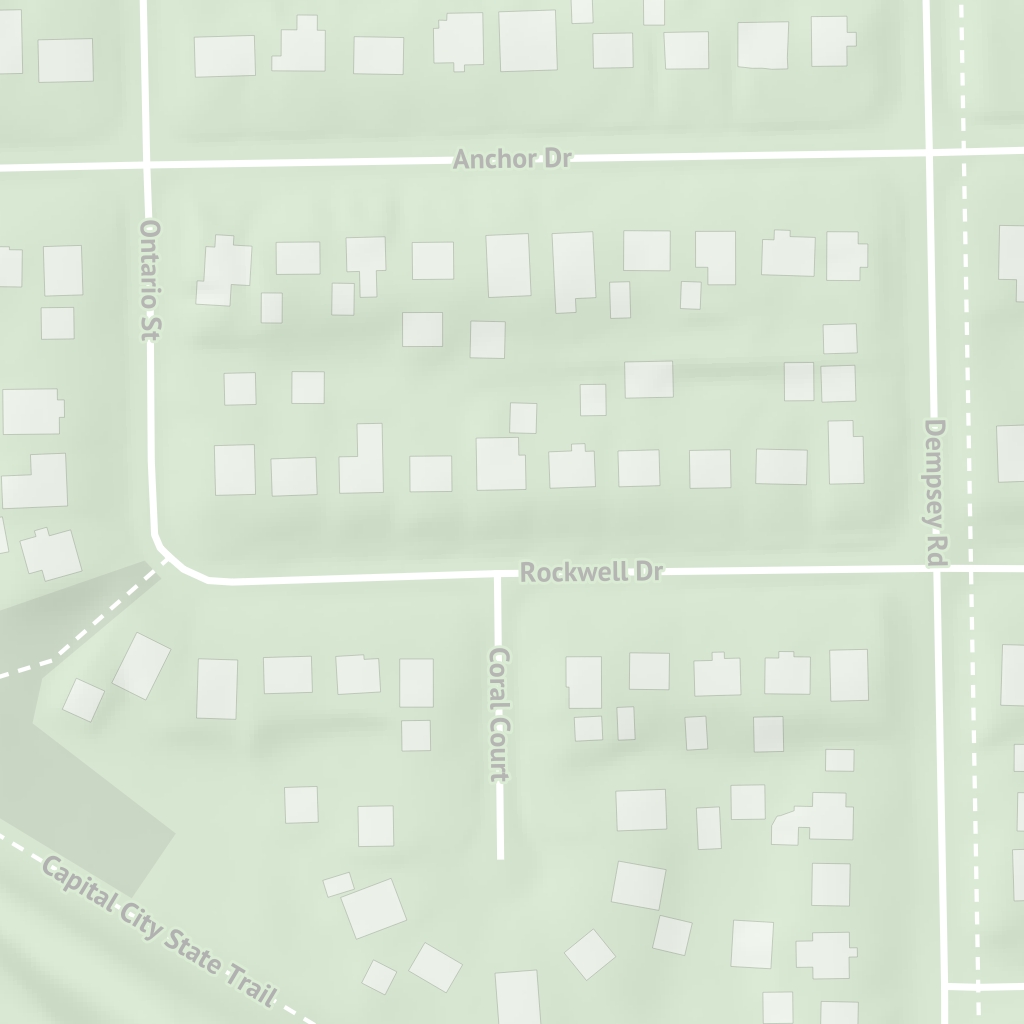 Anchor Dr
Ontario St
Dempsey Rd
Rockwell Dr
Coral Court
Capital City State Trail